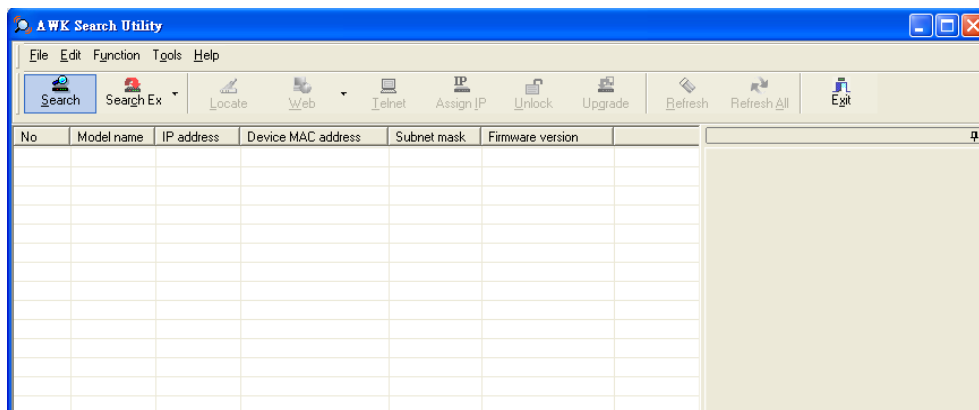 AWK Search Utility
File Edit Function Tools Help
Search Search Ex Locate Web Telnet Assign IP Unlock Upgrade Refresh Refresh All Exit
No Model name IP address Device MAC address Subnet mask Firmware version